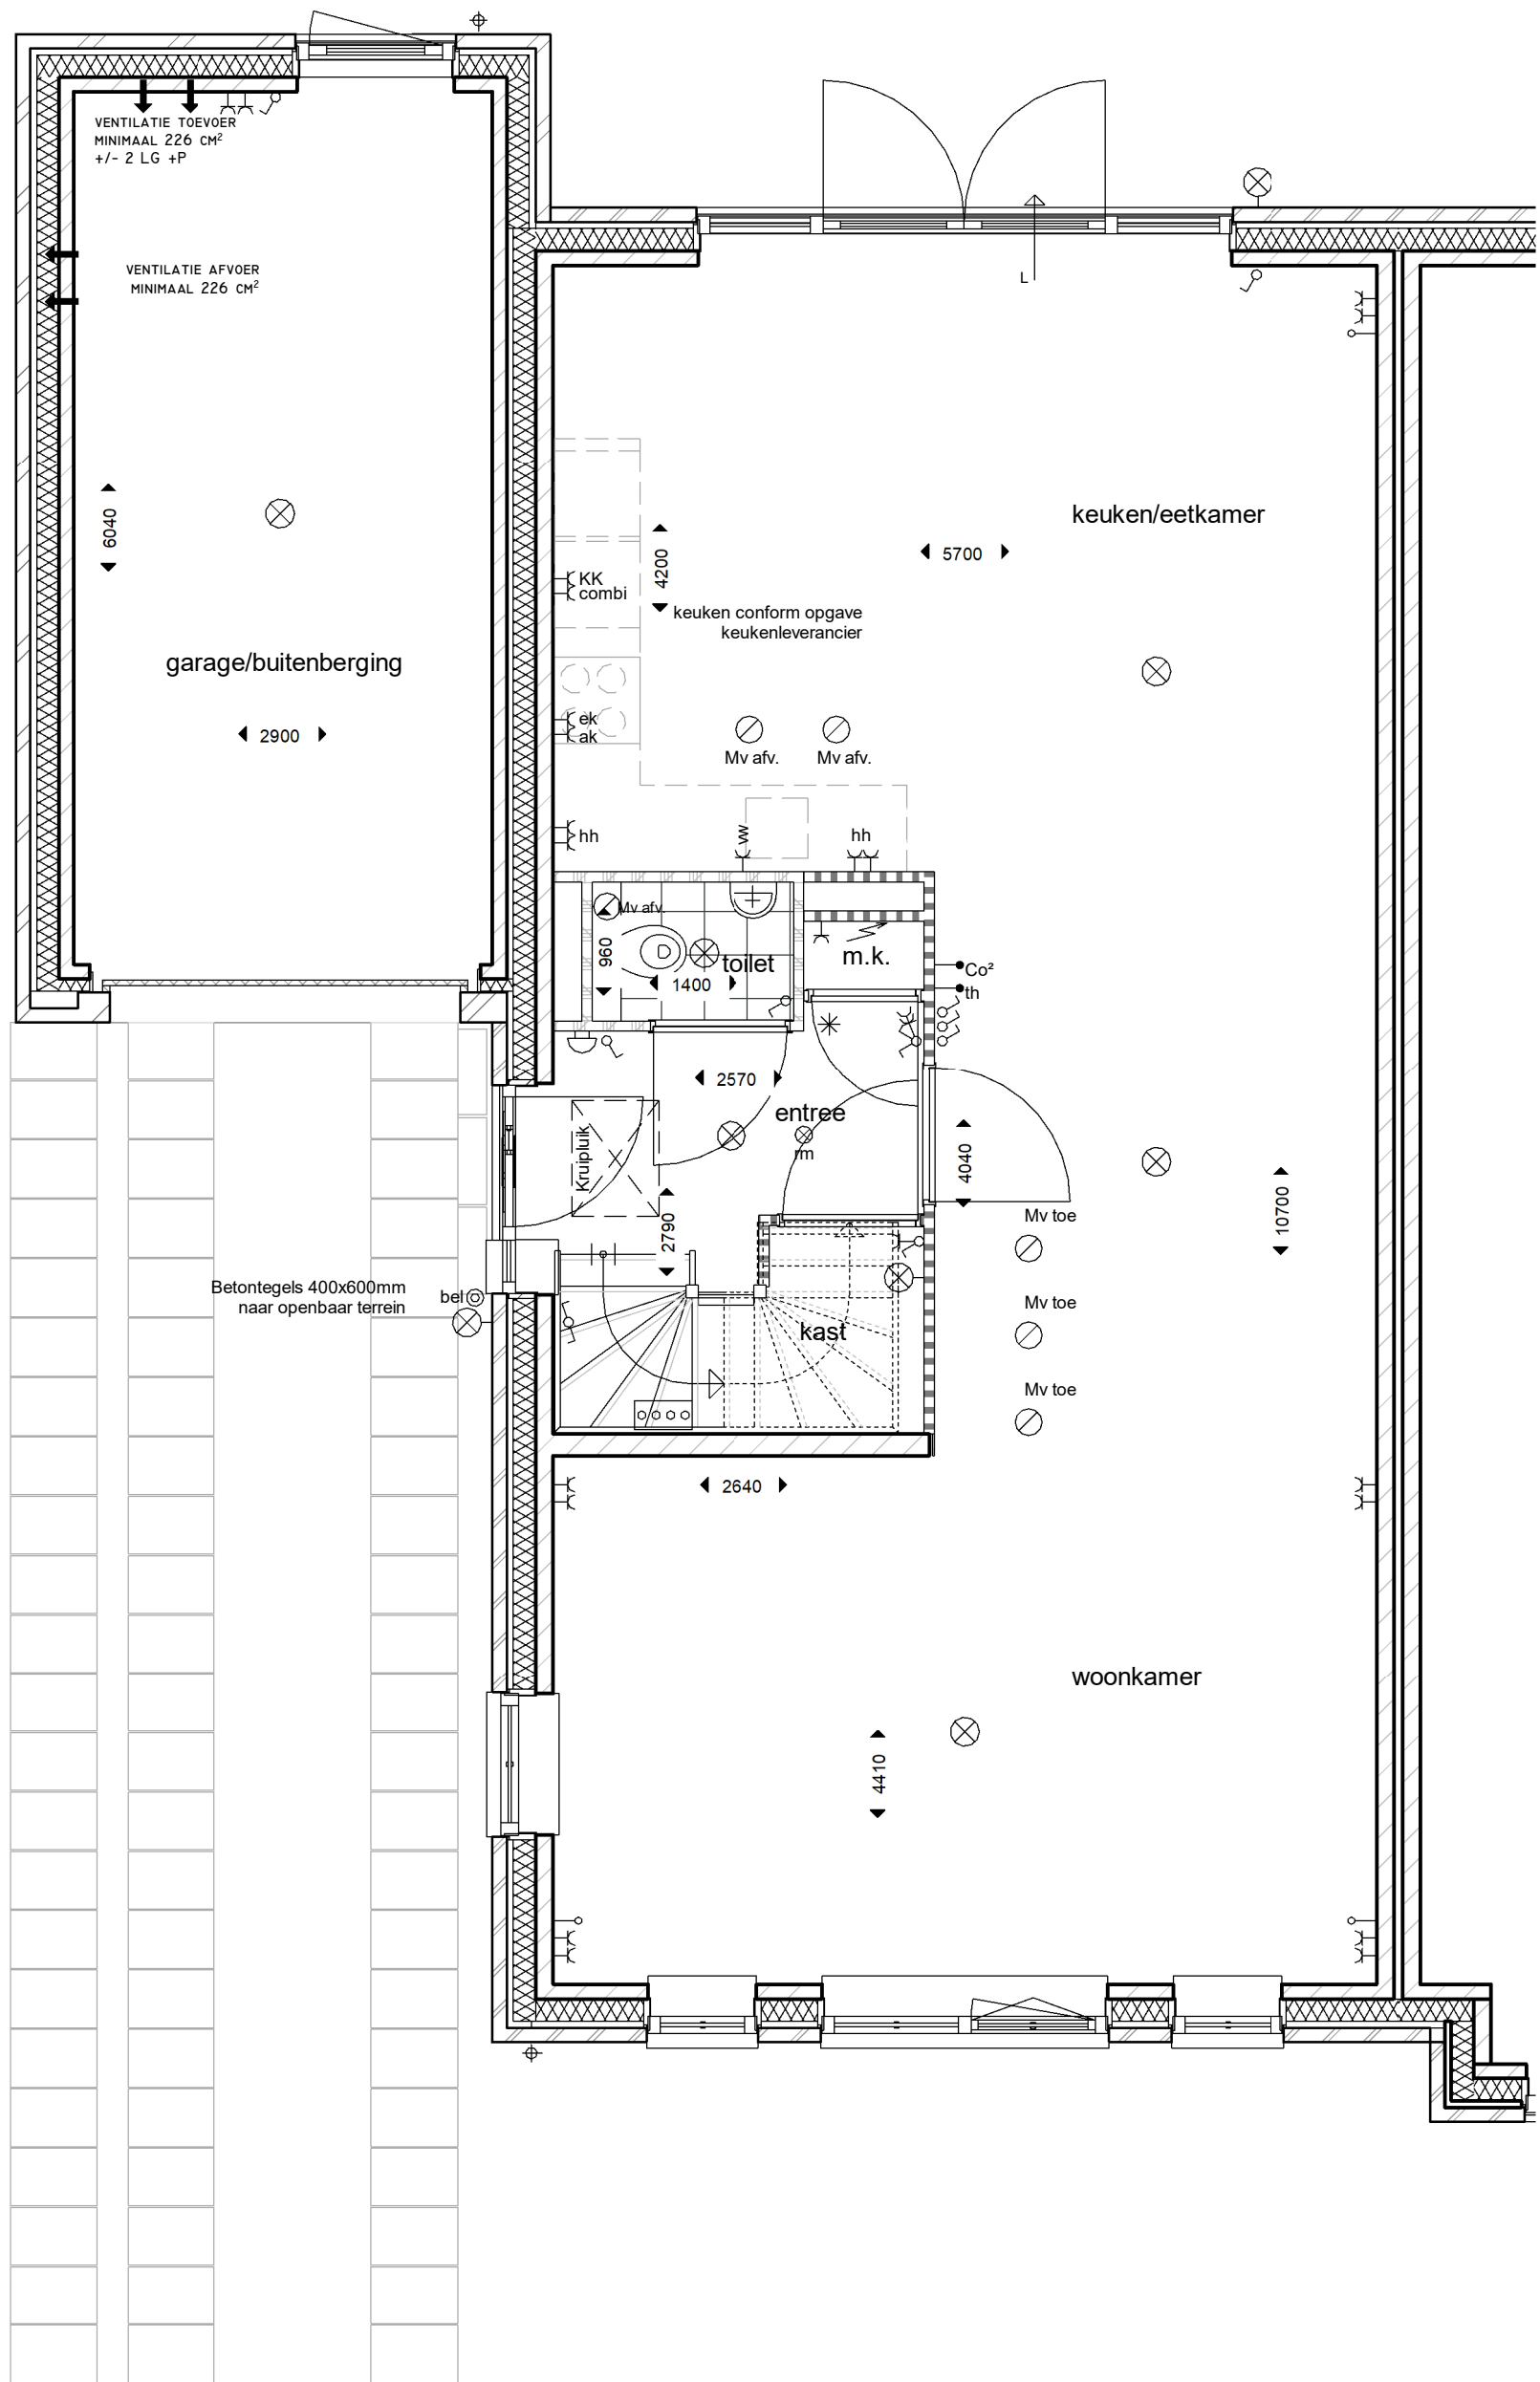 VENTILATIE TOEVOER
MINIMAAL 226 CM²
+/- 2 LG +P
VENTILATIE AFVOER
MINIMAAL 226 CM²
L
6040
garage/buitenberging
2900
keuken/eetkamer
5700
4200
KK
combi
keuken conform opgave
keukenleverancier
ek
ak
Mv afv.
Mv afv.
hh
vw
hh
Mv afv.
960
toilet
1400
m.k.
Co²
th
2570
entree
rm
Kruipluik
2790
4040
10700
Mv toe
Mv toe
Mv toe
Betontegels 400x600mm
naar openbaar terrein
bel
kast
2640
woonkamer
4410